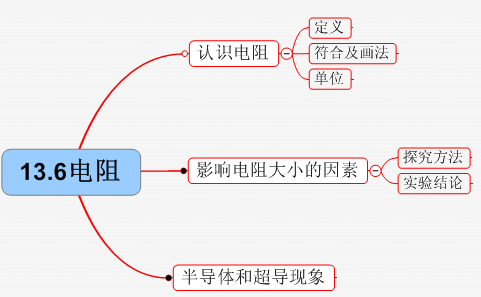 13.6电阻
认识电阻
定义
符合及画法
单位
影响电阻大小的因素
探究方法
实验结论
半导体和超导现象